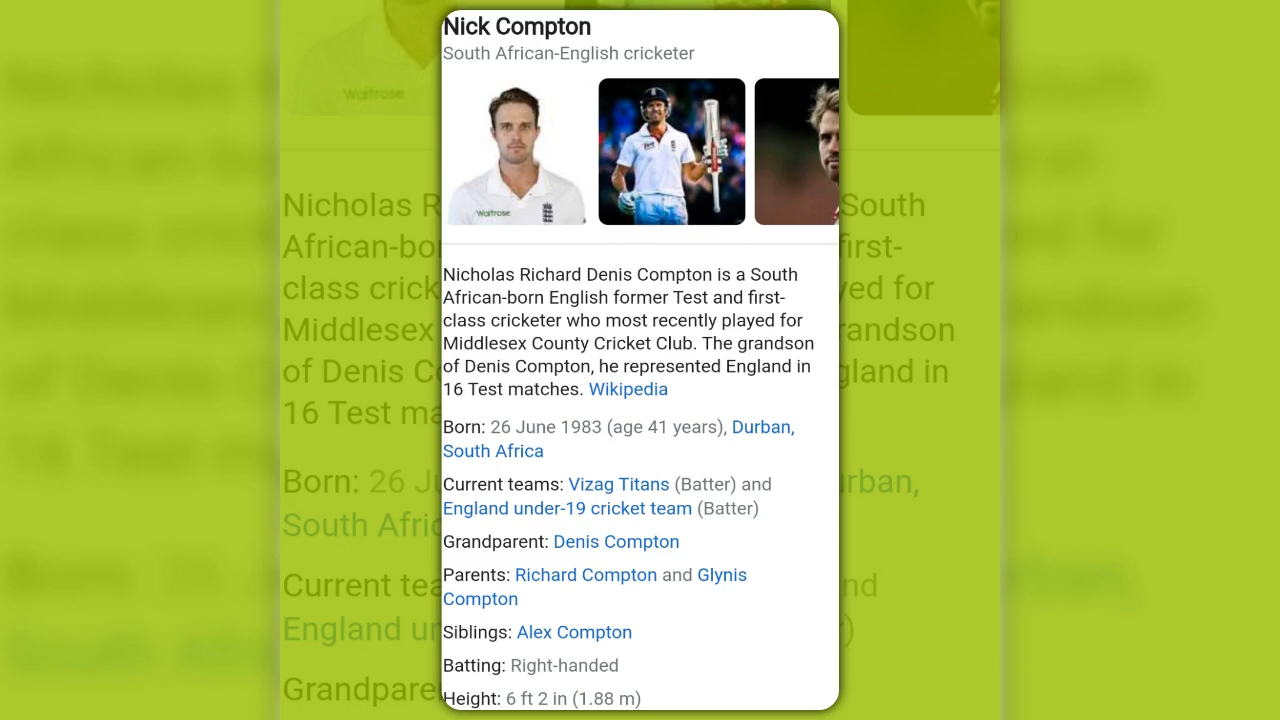 Nick Compton
South African-English cricketer
Waitrose
Waitrose
Nicholas Richard Denis Compton is a South
African-born English former Test and first-
class cricketer who most recently played for
Middlesex County Cricket Club. The grandson
of Denis Compton, he represented England in
16 Test matches. Wikipedia
Born: 26 June 1983 (age 41 years), Durban,
South Africa
Current teams: Vizag Titans (Batter) and
England under-19 cricket team (Batter)
Grandparent: Denis Compton
Parents: Richard Compton and Glynis
Compton
Siblings: Alex Compton
Batting: Right-handed
Height: 6 ft 2 in (1.88 m)